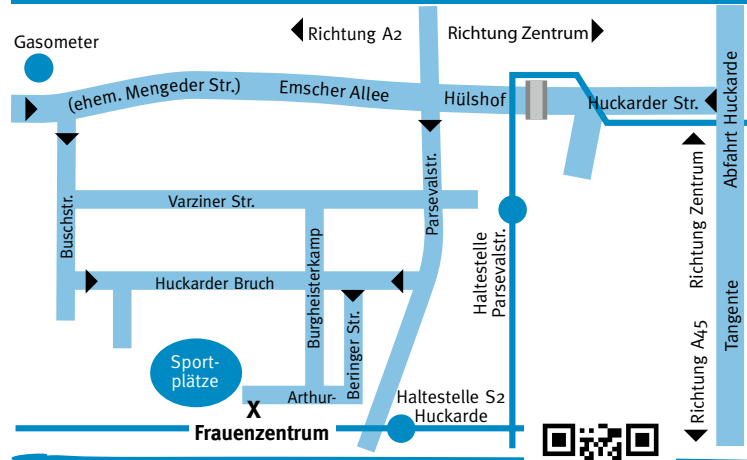 Richtung A2
Richtung Zentrum
Gasometer
(ehem. Mengeder Str.)
Emscher Allee
Hülshof
Huckarder Str.
Abfahrt Huckarde
Tangente
Richtung Zentrum
Richtung A45
Buschstr.
Varziner Str.
Parsevalstr.
Haltestelle
Parsevalstr.
Burgheisterkamp
Huckarder Bruch
Beringer Str.
Sport-
plätze
Arthur-
X
Frauenzentrum
Haltestelle S2
Huckarde